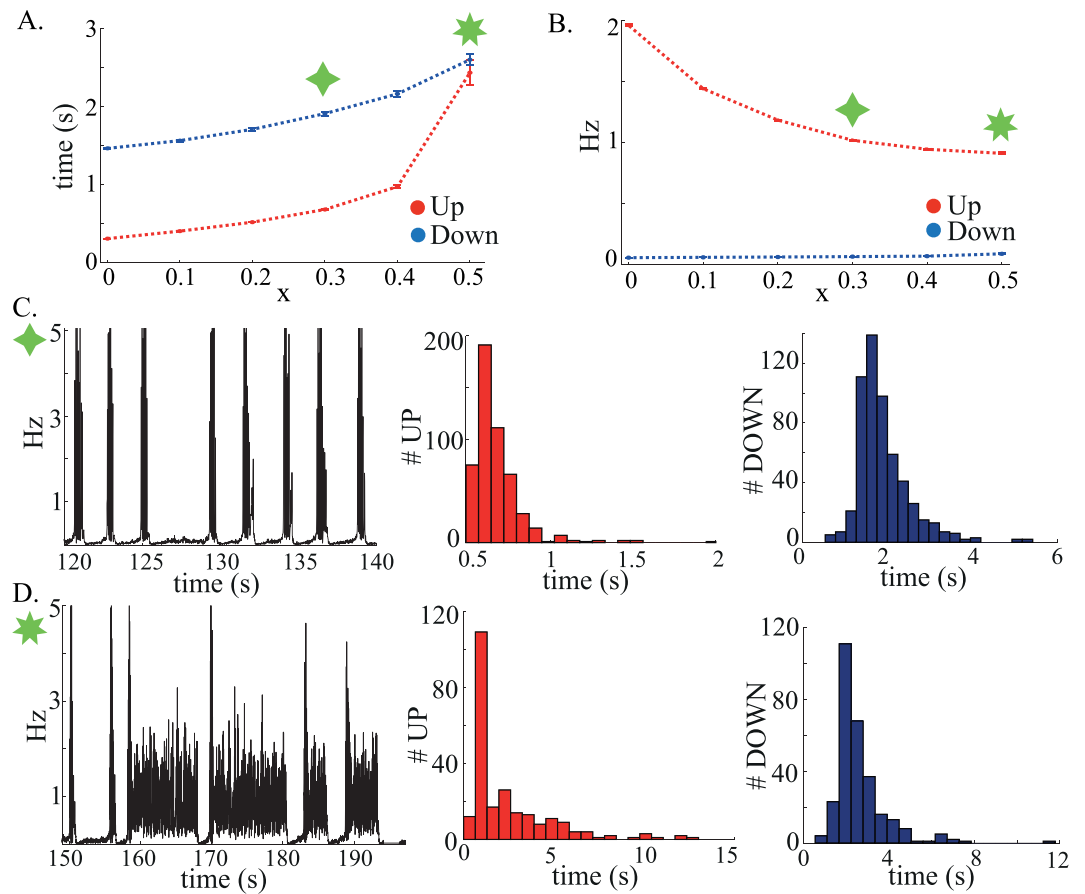 A.
3
2
1
0
time (s)
0 0.1 0.2 0.3 0.4 0.5
x
Up
Down
B.
2
1
0
Hz
0 0.1 0.2 0.3 0.4 0.5
x
Up
Down
C.
5
3
1
Hz
120 125 130 135 140
time (s)
200
100
0
# UP
0.5 1 1.5 2
time (s)
120
80
40
0
# DOWN
0 2 4 6
time (s)
D.
5
3
1
Hz
150 160 170 180 190
time (s)
120
80
40
0
# UP
0 5 10 15
time (s)
120
80
40
0
# DOWN
0 4 8 12
time (s)